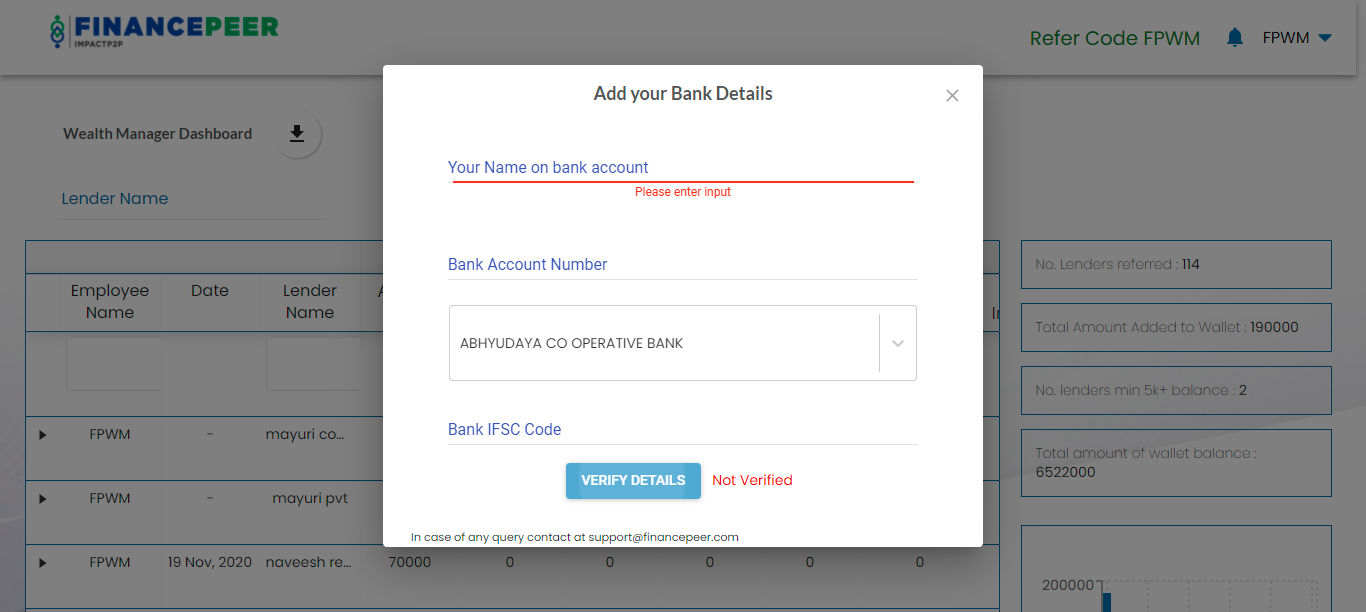 FINANCEPEER
IMPACTP2P
Refer Code FPWM
FPWM
Add your Bank Details
Wealth Manager Dashboard
Lender Name
Your Name on bank account
Please enter input
Bank Account Number
ABHYUDAYA CO OPERATIVE BANK
Bank IFSC Code
VERIFY DETAILS
Not Verified
In case of any query contact at support@financepeer.com
Employee
Name
Date
Lender
Name
FPWM
-
mayuri co...
FPWM
-
mayuri pvt
FPWM
19 Nov, 2020
naveesh re...
70000
0
0
0
0
0
No. Lenders referred : 114
Total Amount Added to Wallet : 190000
No. lenders min 5k+ balance : 2
Total amount of wallet balance :
6522000
200000